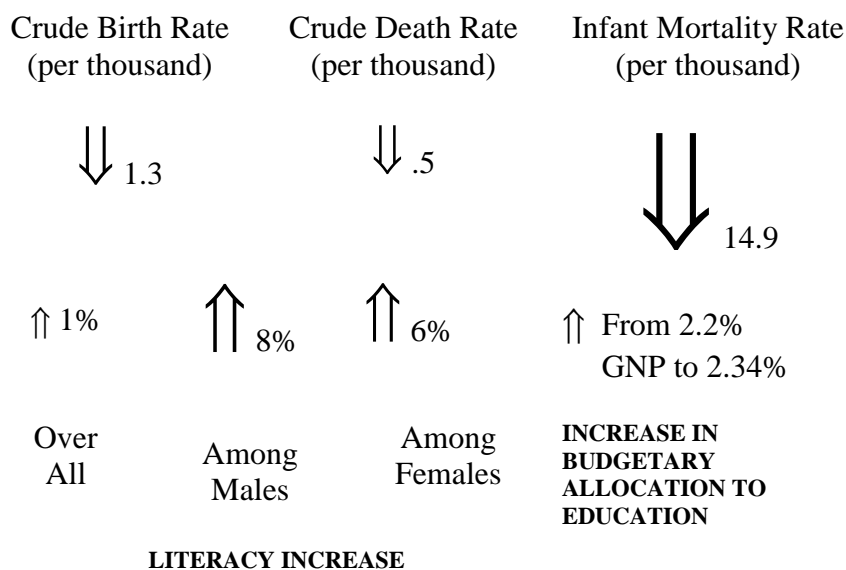 Crude Birth Rate
(per thousand)
Crude Death Rate
(per thousand)
Infant Mortality Rate
(per thousand)
⇓ 1.3
⇓ .5
⇓ 14.9
⇑ 1%
⇑ 8%
⇑ 6%
⇑ From 2.2%
GNP to 2.34%
Over
All
Among
Males
Among
Females
INCREASE IN
BUDGETARY
ALLOCATION TO
EDUCATION
LITERACY INCREASE